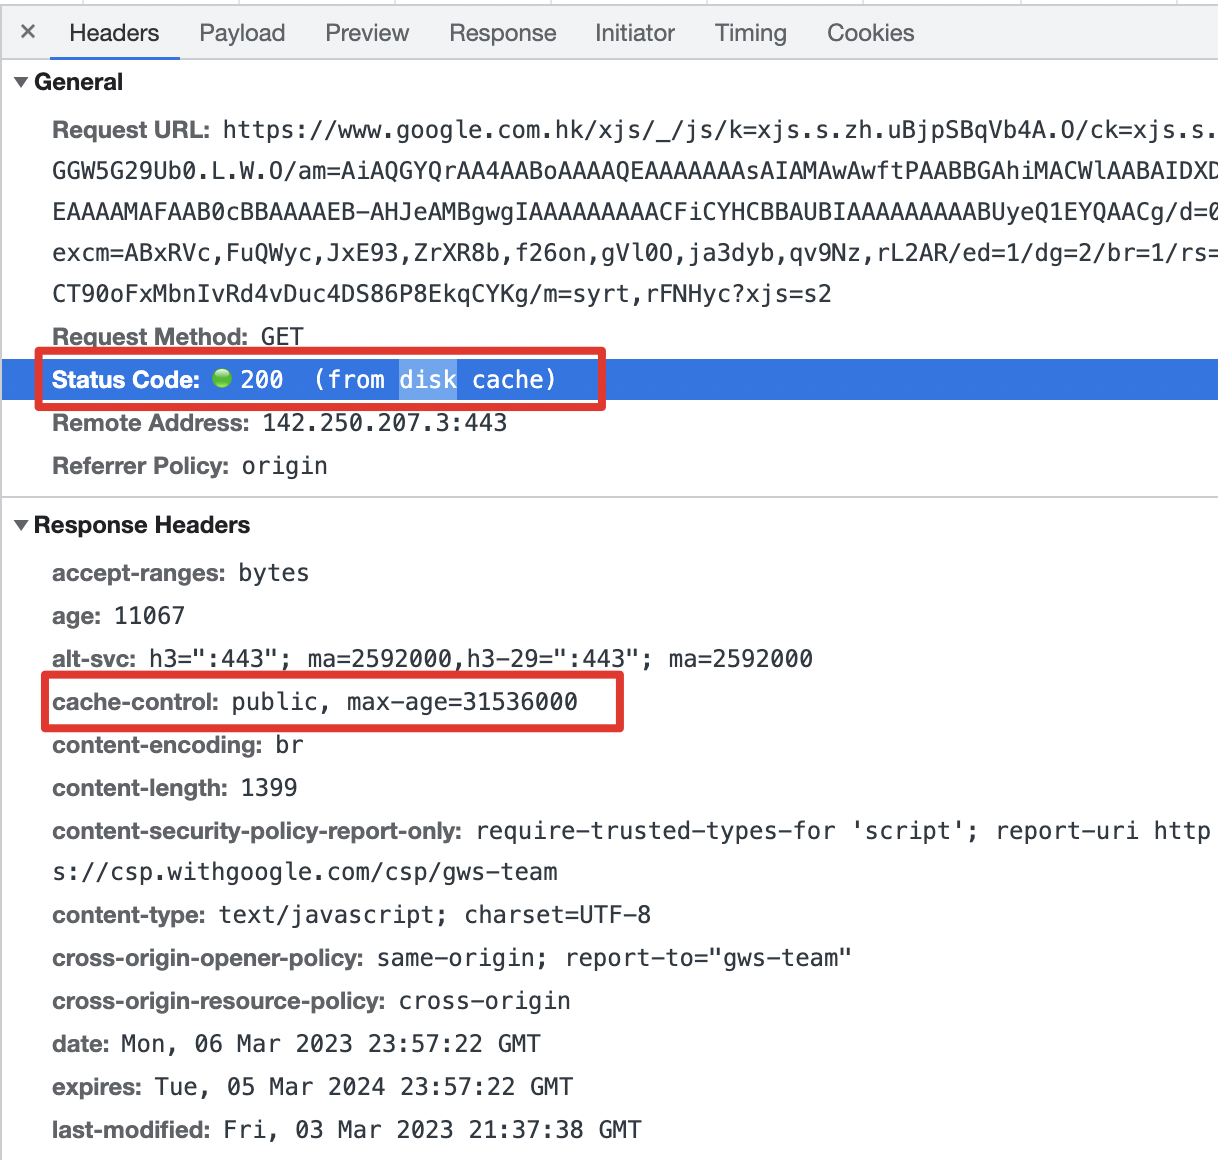 Headers Payload Preview Response Initiator Timing Cookies
General
Request URL: https://www.google.com.hk/xjs/_/js/k=xjs.s.zh.uBjpSBqVb4A.O/ck=xjs.s.
GGW5G29Ub0.L.W.O/am=AiAQGYQrAA4AABoAAAAQEAAAAAAAsAIAMAwAwftPAABBGAhiMACWlAABAIDXD
EAAAAMAFAAB0cBBAAAAEB-AHJeAMBgwgIAAAAAAAAACFiCYHCBBAUBIAAAAAAAAABUyeQ1EYQAACg/d=0
excm=ABxRVc,FuQWyc,JxE93,ZrXR8b,f26on,gVl0O,ja3dyb,qv9Nz,rL2AR/ed=1/dg=2/br=1/rs=
CT90oFxMbnIvRd4vDuc4DS86P8EkqCYKg/m=syrt,rFNHyc?xjs=s2
Request Method: GET
Status Code: 200 (from disk cache)
Remote Address: 142.250.207.3:443
Referrer Policy: origin
Response Headers
accept-ranges: bytes
age: 11067
alt-svc: h3=":443"; ma=2592000,h3-29=":443"; ma=2592000
cache-control: public, max-age=31536000
content-encoding: br
content-length: 1399
content-security-policy-report-only: require-trusted-types-for 'script'; report-uri http
s://csp.withgoogle.com/csp/gws-team
content-type: text/javascript; charset=UTF-8
cross-origin-opener-policy: same-origin; report-to="gws-team"
cross-origin-resource-policy: cross-origin
date: Mon, 06 Mar 2023 23:57:22 GMT
expires: Tue, 05 Mar 2024 23:57:22 GMT
last-modified: Fri, 03 Mar 2023 21:37:38 GMT